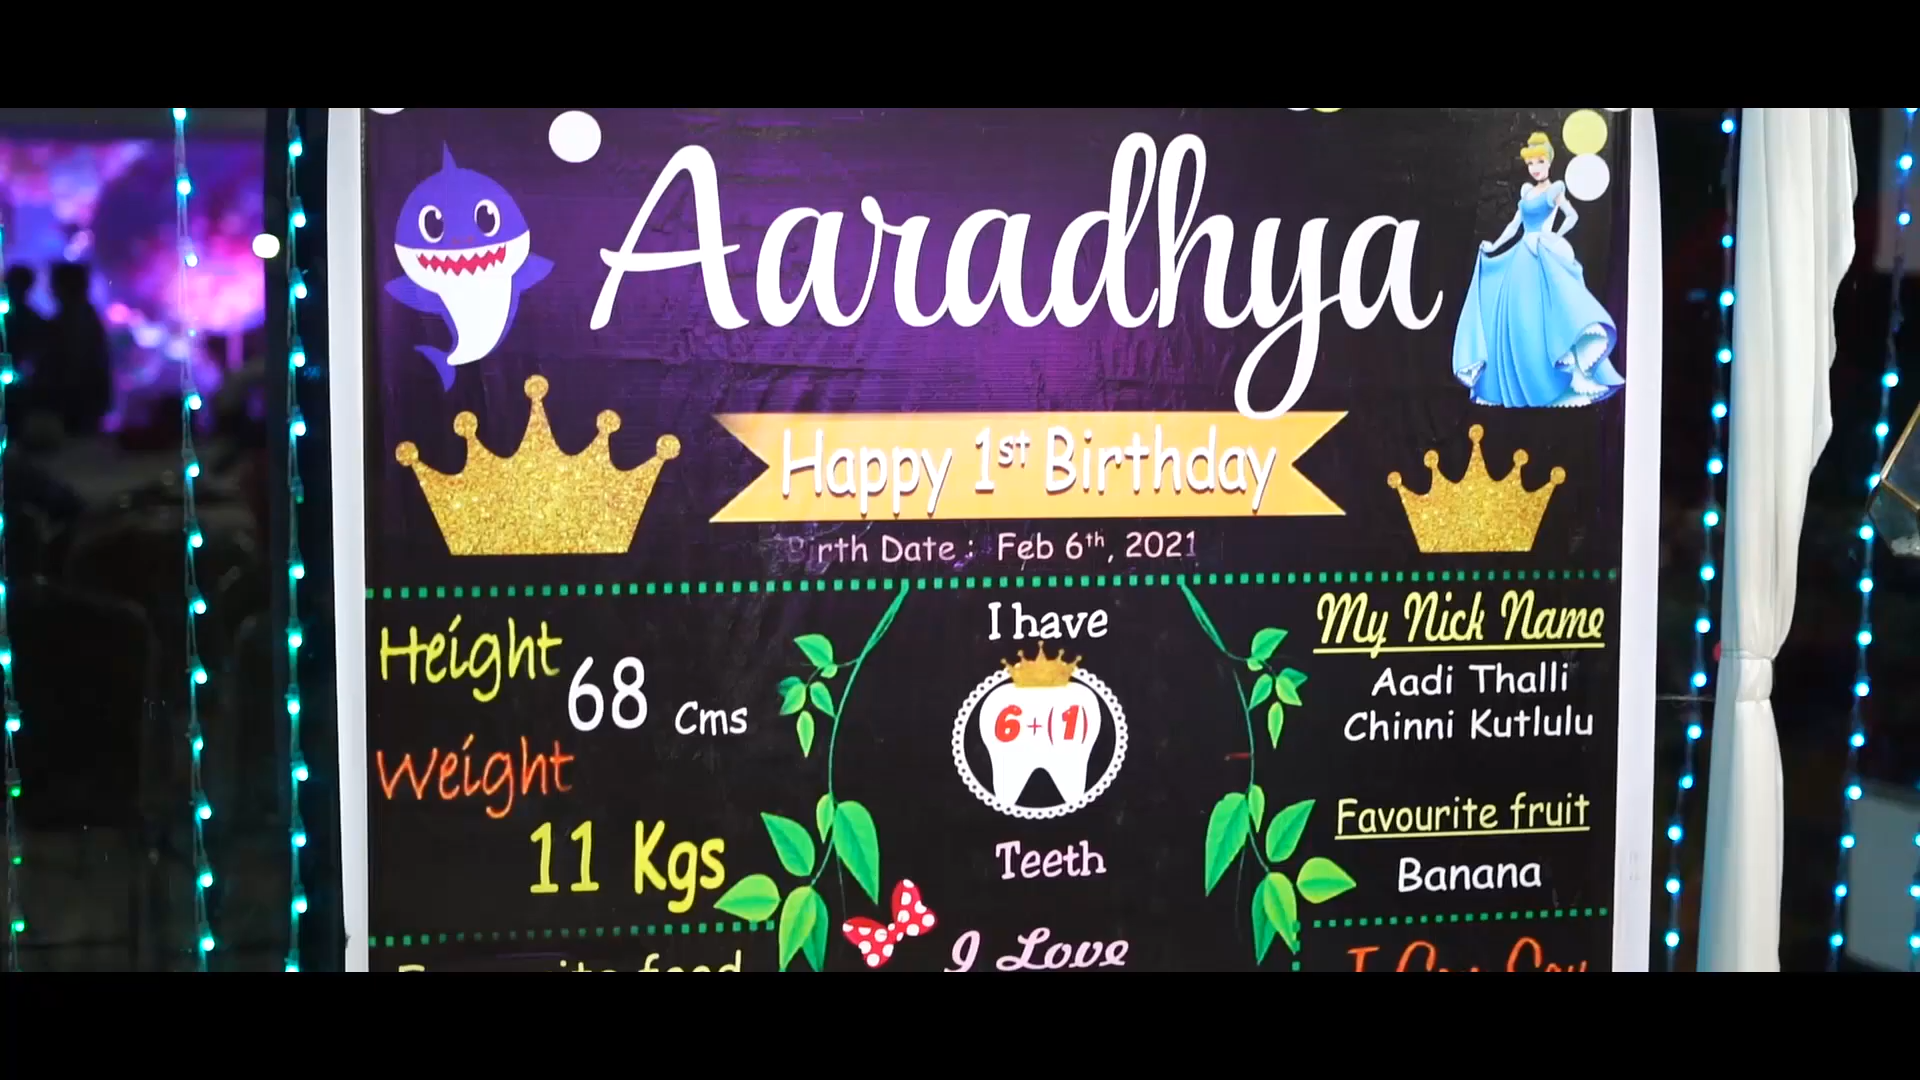 Aaradhya
Happy 1st Birthday
Birth Date : Feb 6th, 2021
Height
68 Cms
Weight
11 Kgs
I have
6+(1)
Teeth
I Love
My Nick Name
Aadi Thalli
Chinni Kutlulu
Favourite fruit
Banana